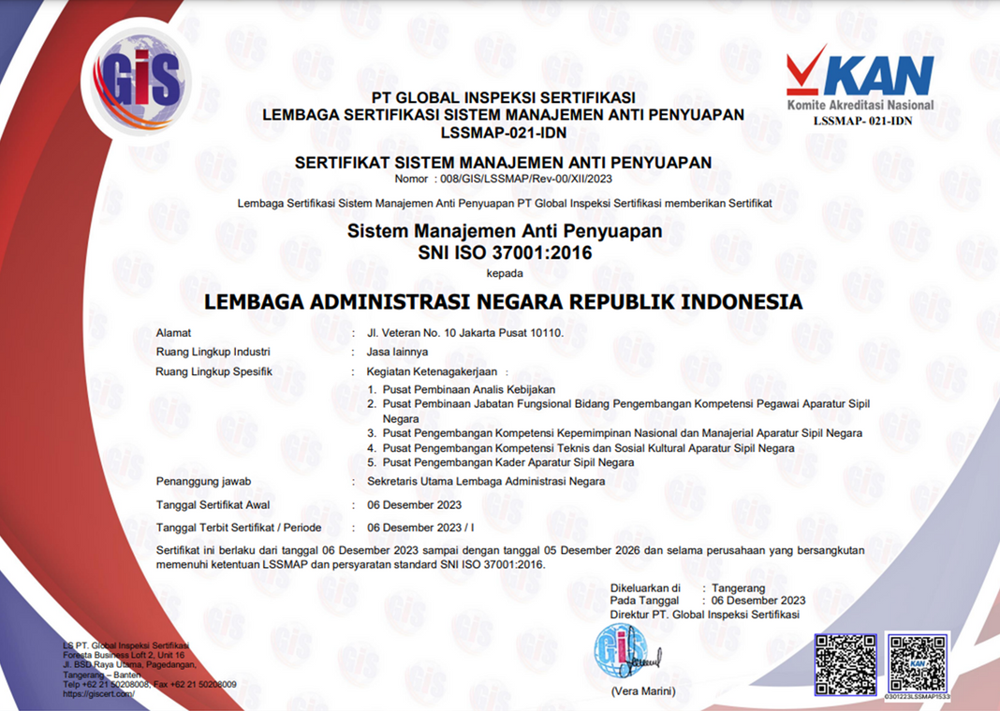 GiS
KAN
Komite Akreditasi Nasional
LSSMAP- 021-IDN
PT GLOBAL INSPEKSI SERTIFIKASI
LEMBAGA SERTIFIKASI SISTEM MANAJEMEN ANTI PENYUAPAN
LSSMAP-021-IDN
SERTIFIKAT SISTEM MANAJEMEN ANTI PENYUAPAN
Nomor : 008/GIS/LSSMAP/Rev-00/XII/2023
Lembaga Sertifikasi Sistem Manajemen Anti Penyuapan PT Global Inspeksi Sertifikasi memberikan Sertifikat
Sistem Manajemen Anti Penyuapan
SNI ISO 37001:2016
kepada
LEMBAGA ADMINISTRASI NEGARA REPUBLIK INDONESIA
Alamat : Jl. Veteran No. 10 Jakarta Pusat 10110.
Ruang Lingkup Industri : Jasa lainnya
Ruang Lingkup Spesifik : Kegiatan Ketenagakerjaan :
1. Pusat Pembinaan Analis Kebijakan
2. Pusat Pembinaan Jabatan Fungsional Bidang Pengembangan Kompetensi Pegawai Aparatur Sipil
Negara
3. Pusat Pengembangan Kompetensi Kepemimpinan Nasional dan Manajerial Aparatur Sipil Negara
4. Pusat Pengembangan Kompetensi Teknis dan Sosial Kultural Aparatur Sipil Negara
5. Pusat Pengembangan Kader Aparatur Sipil Negara
Penanggung jawab : Sekretaris Utama Lembaga Administrasi Negara
Tanggal Sertifikat Awal : 06 Desember 2023
Tanggal Terbit Sertifikat / Periode : 06 Desember 2023 / I
Sertifikat ini berlaku dari tanggal 06 Desember 2023 sampai dengan tanggal 05 Desember 2026 dan selama perusahaan yang bersangkutan
memenuhi ketentuan LSSMAP dan persyaratan standard SNI ISO 37001:2016.
Dikeluarkan di : Tangerang
Pada Tanggal : 06 Desember 2023
Direktur PT. Global Inspeksi Sertifikasi
GiS
(Vera Marini)
LS PT. Global Inspeksi Sertifikasi
Foresta Business Loft 2, Unit 16
Jl. BSD Raya Utama, Pagedangan,
Tangerang – Banten
Telp +62 21 50208008, Fax +62 21 50208009
https://giscert.com/
KAN
0301223LSSMAP1533